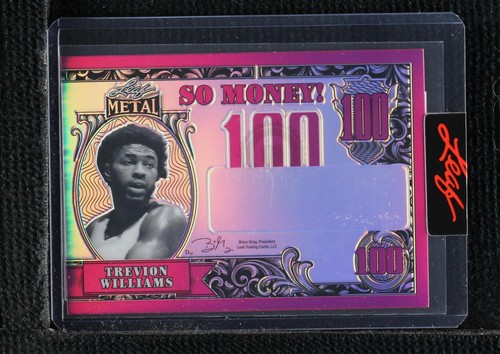 Leaf
METAL
SO MONEY!
100
100
Leaf
Brian Gray, President
Leaf Trading Cards, LLC
TREVION
WILLIAMS
100